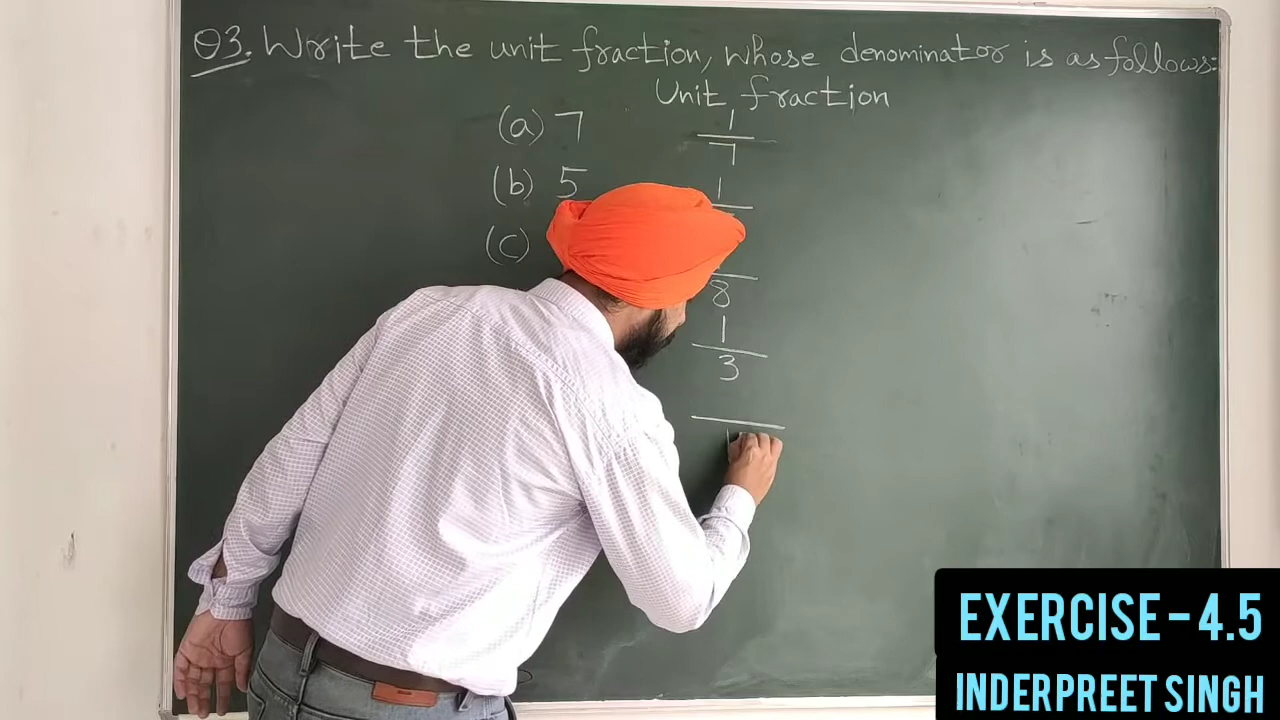 Q3. Write the unit fraction, whose denominator is as follows:
Unit fraction
(a) 7 1/7
(b) 5 1
(c)
8
1/3
EXERCISE - 4.5
INDERPREET SINGH